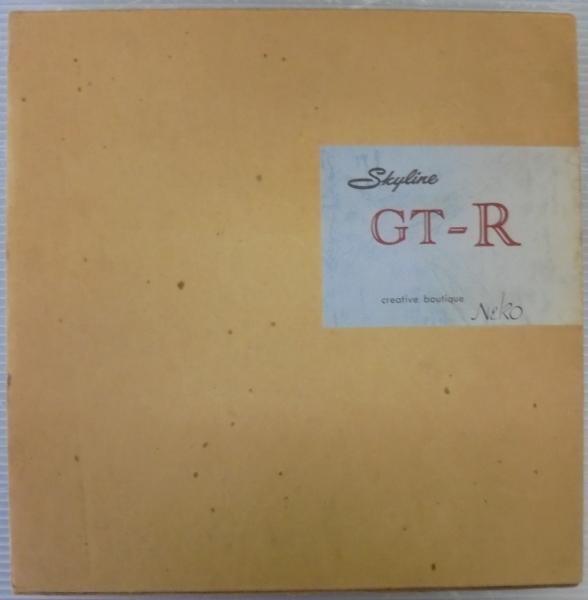 Skyline
GT-R
creative boutique NEKO